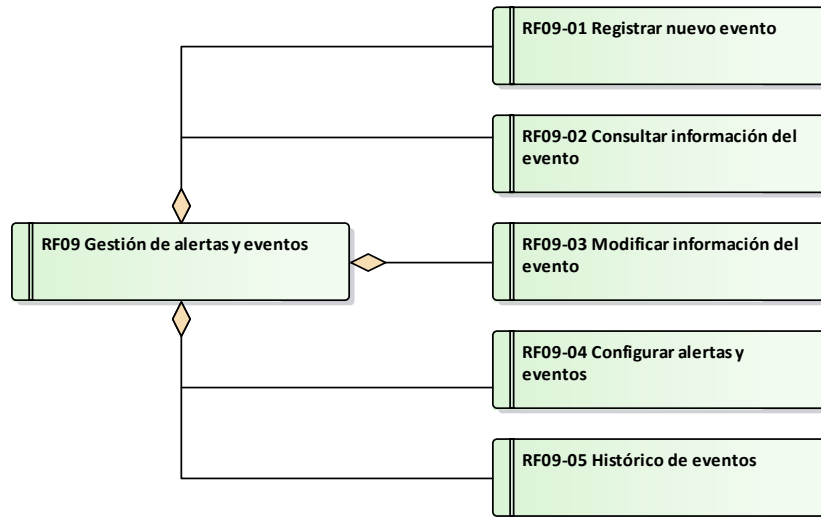 RF09-01 Registrar nuevo evento
RF09-02 Consultar información del
evento
RF09 Gestión de alertas y eventos
RF09-03 Modificar información del
evento
RF09-04 Configurar alertas y
eventos
RF09-05 Histórico de eventos